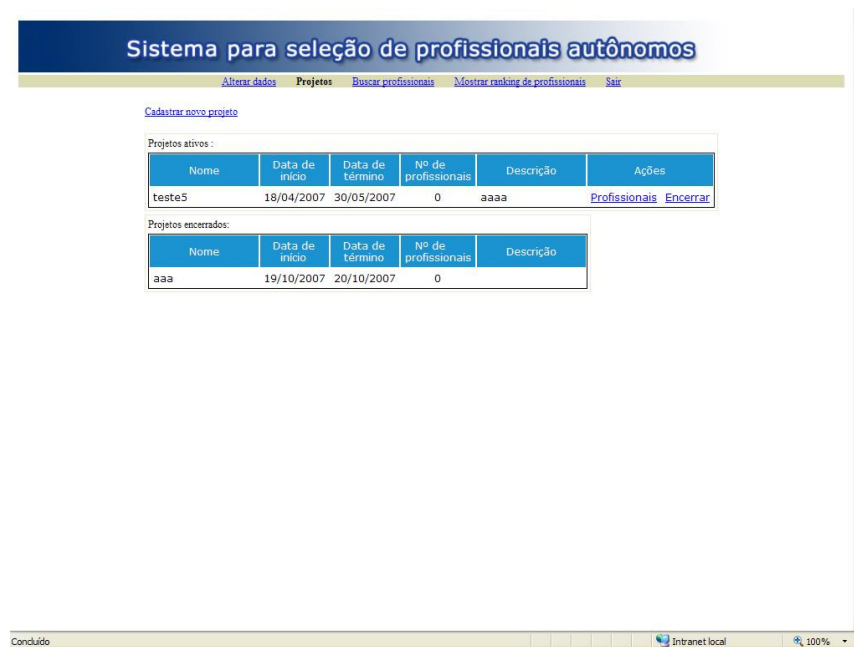 Sistema para seleção de profissionais autônomos
Alterar dados Projetos Buscar profissionais Mostrar ranking de profissionais Sair
Cadastrar novo projeto
Projetos ativos :
Nome Data de início Data de término Nº de profissionais Descrição Ações
teste5 18/04/2007 30/05/2007 0 aaaa Profissionais Encerrar
Projetos encerrados:
Nome Data de início Data de término Nº de profissionais Descrição
aaa 19/10/2007 20/10/2007 0
Concluído Intranet local 100%